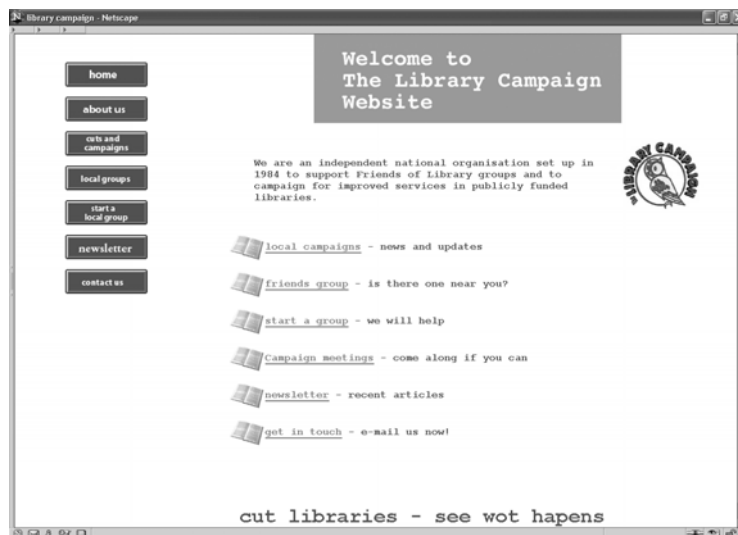 library campaign - Netscape
home
about us
cuts and
campaigns
local groups
start a
local group
newsletter
contact us
Welcome to
The Library Campaign
Website
We are an independent national organisation set up in
1984 to support Friends of Library groups and to
campaign for improved services in publicly funded
libraries.
THE LIBRARY CAMPAIGN
local campaigns - news and updates
friends group - is there one near you?
start a group - we will help
Campaign meetings - come along if you can
newsletter - recent articles
get in touch - e-mail us now!
cut libraries - see wot hapens